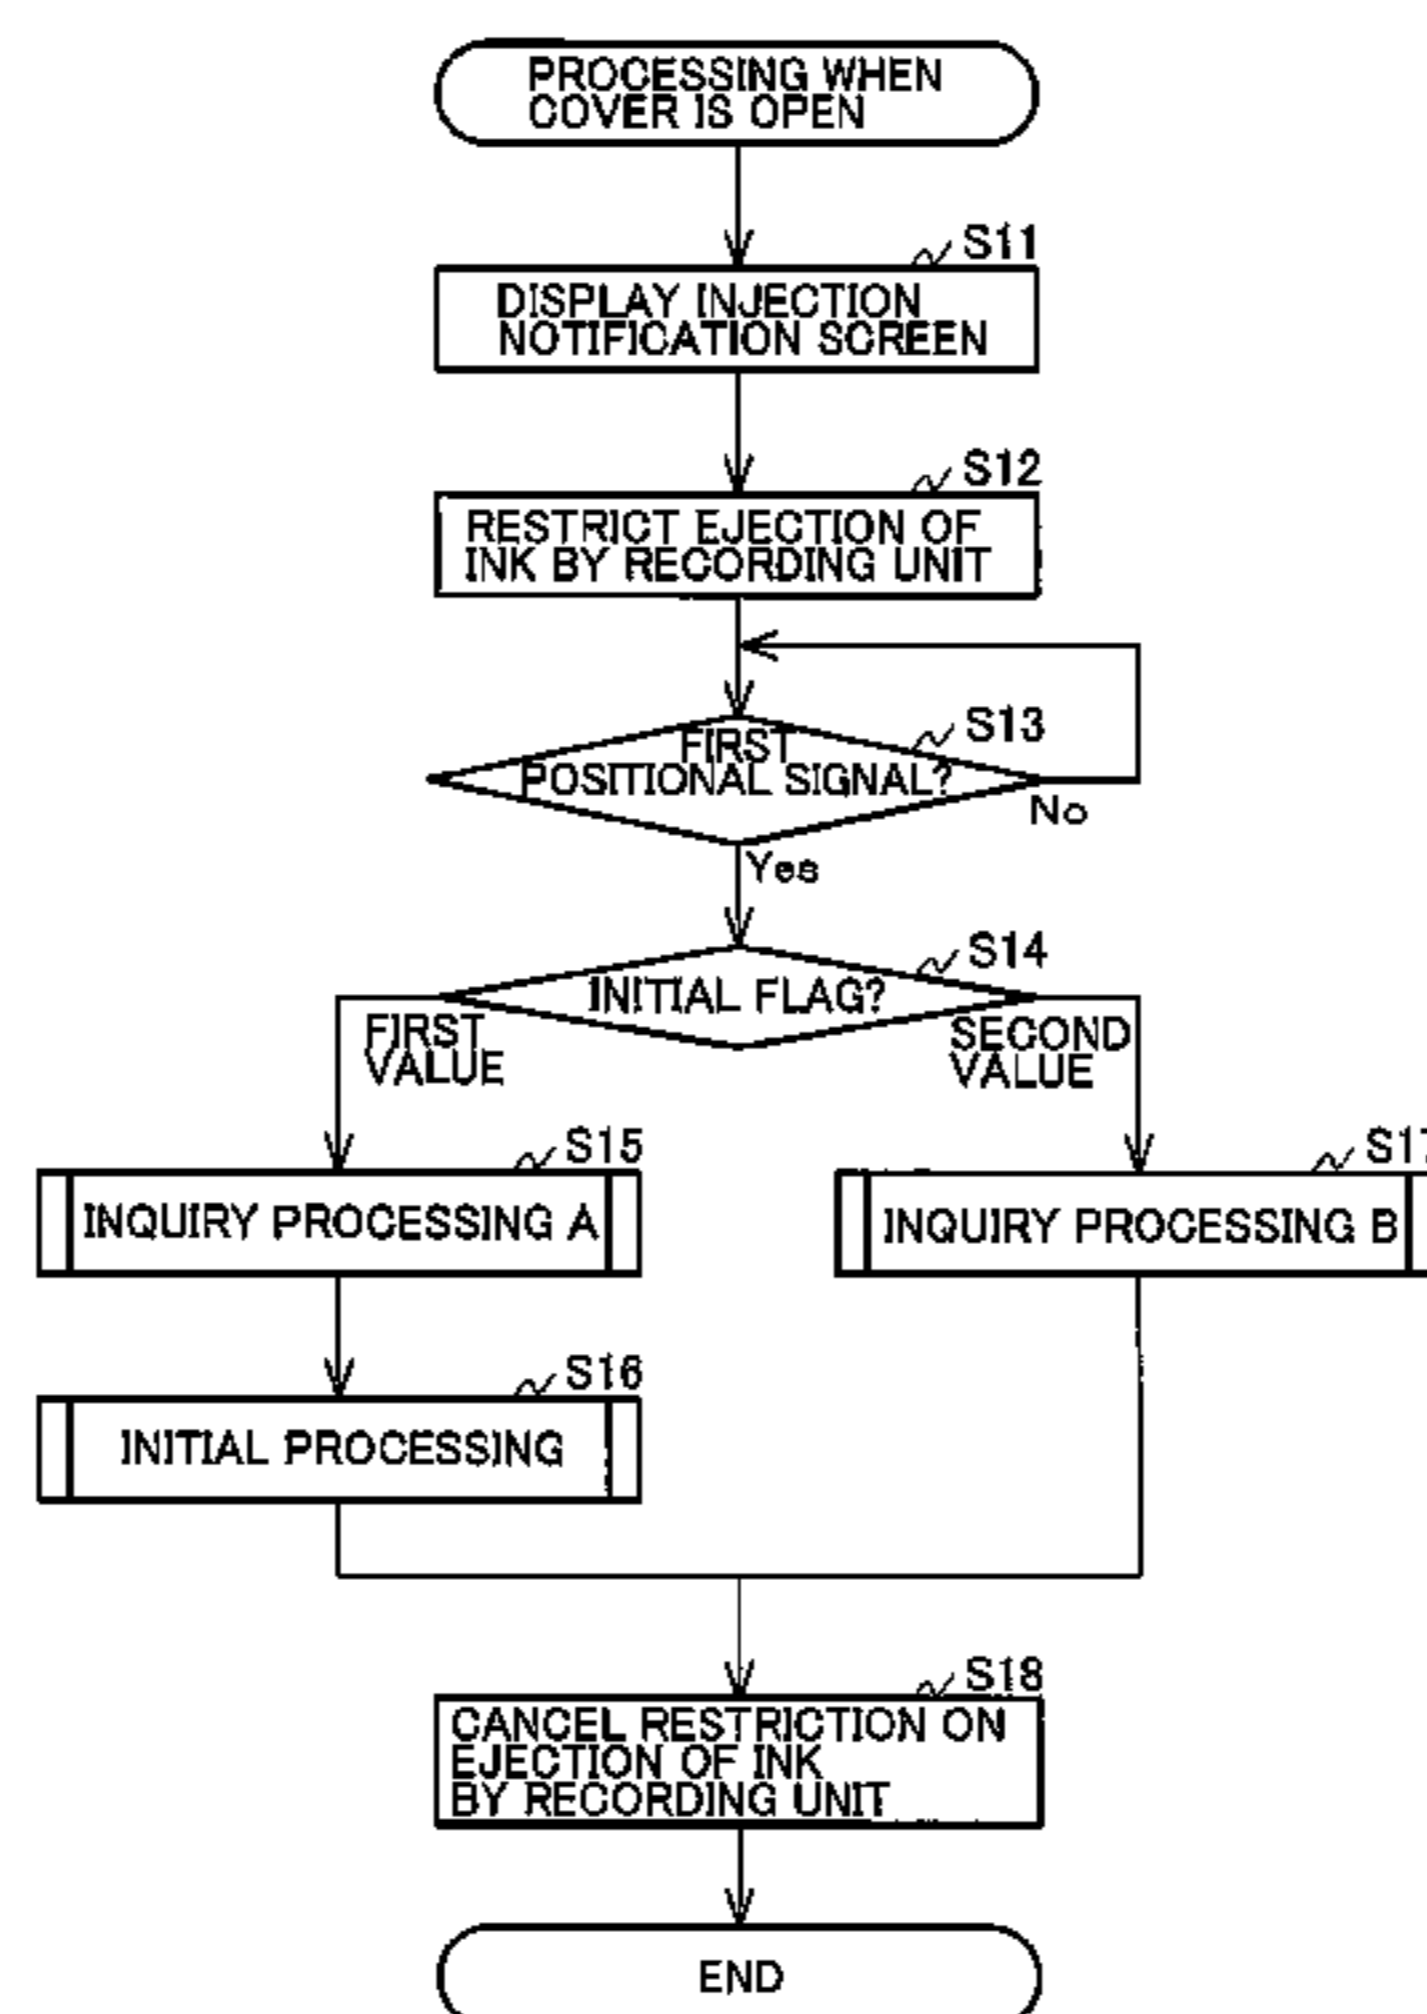 PROCESSING WHEN
COVER IS OPEN
S11
DISPLAY INJECTION
NOTIFICATION SCREEN
S12
RESTRICT EJECTION OF
INK BY RECORDING UNIT
S13
FIRST
POSITIONAL SIGNAL?
No
Yes
S14
INITIAL FLAG?
FIRST
VALUE
SECOND
VALUE
S15
INQUIRY PROCESSING A
S17
INQUIRY PROCESSING B
S16
INITIAL PROCESSING
S18
CANCEL RESTRICTION ON
EJECTION OF INK
BY RECORDING UNIT
END